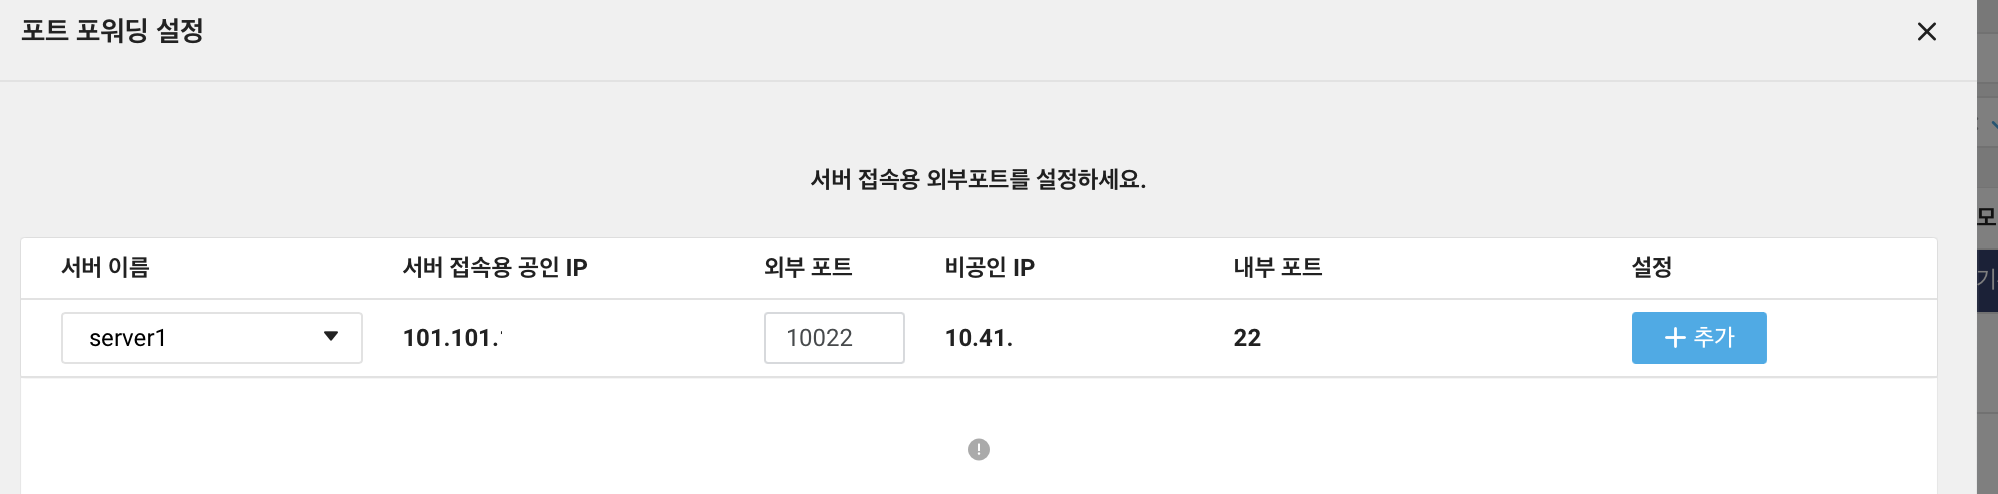 포트 포워딩 설정
서버 접속용 외부포트를 설정하세요.
모
서버 이름 서버 접속용 공인 IP 외부 포트 비공인 IP 내부 포트 설정
기
server1 101.101. 10022 10.41. 22 + 추가